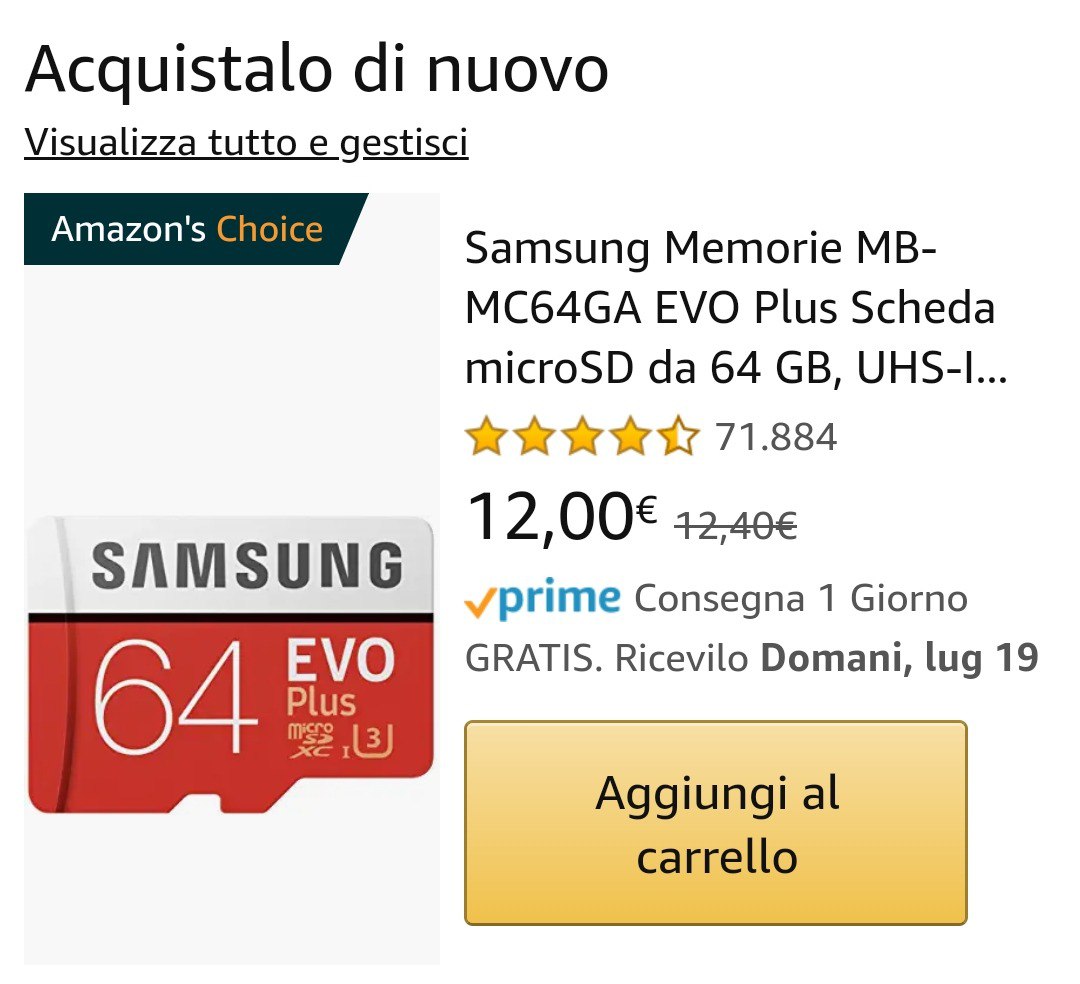 Acquistalo di nuovo
Visualizza tutto e gestisci
Amazon's Choice
Samsung Memorie MB-
MC64GA EVO Plus Scheda
microSD da 64 GB, UHS-I...
71.884
12,00€ 12,40€
prime Consegna 1 Giorno
GRATIS. Ricevilo Domani, lug 19
Aggiungi al
carrello
SAMSUNG
64 EVO
Plus
micro
SD
XC I U3